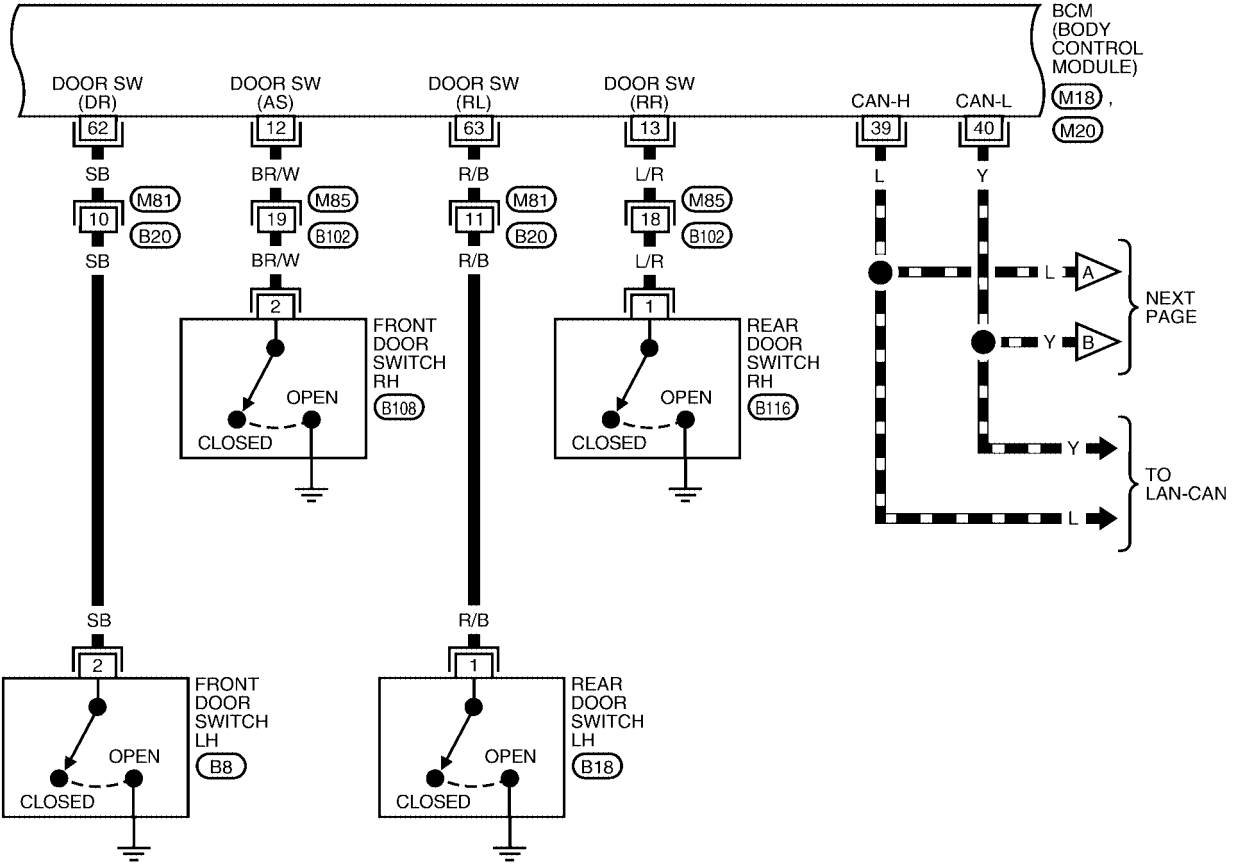 BCM
(BODY
CONTROL
MODULE)
M18 ,
M20
DOOR SW
(DR)
DOOR SW
(AS)
DOOR SW
(RL)
DOOR SW
(RR)
CAN-H
CAN-L
62
12
63
13
39
40
SB
BR/W
R/B
L/R
L
Y
10
M81
B20
19
M85
B102
11
M81
B20
18
M85
B102
SB
BR/W
R/B
L/R
L
A
Y
B
NEXT
PAGE
2
FRONT
DOOR
SWITCH
RH
B108
OPEN
CLOSED
1
REAR
DOOR
SWITCH
RH
B116
OPEN
CLOSED
Y
L
TO
LAN-CAN
SB
R/B
2
FRONT
DOOR
SWITCH
LH
B8
OPEN
CLOSED
1
REAR
DOOR
SWITCH
LH
B18
OPEN
CLOSED